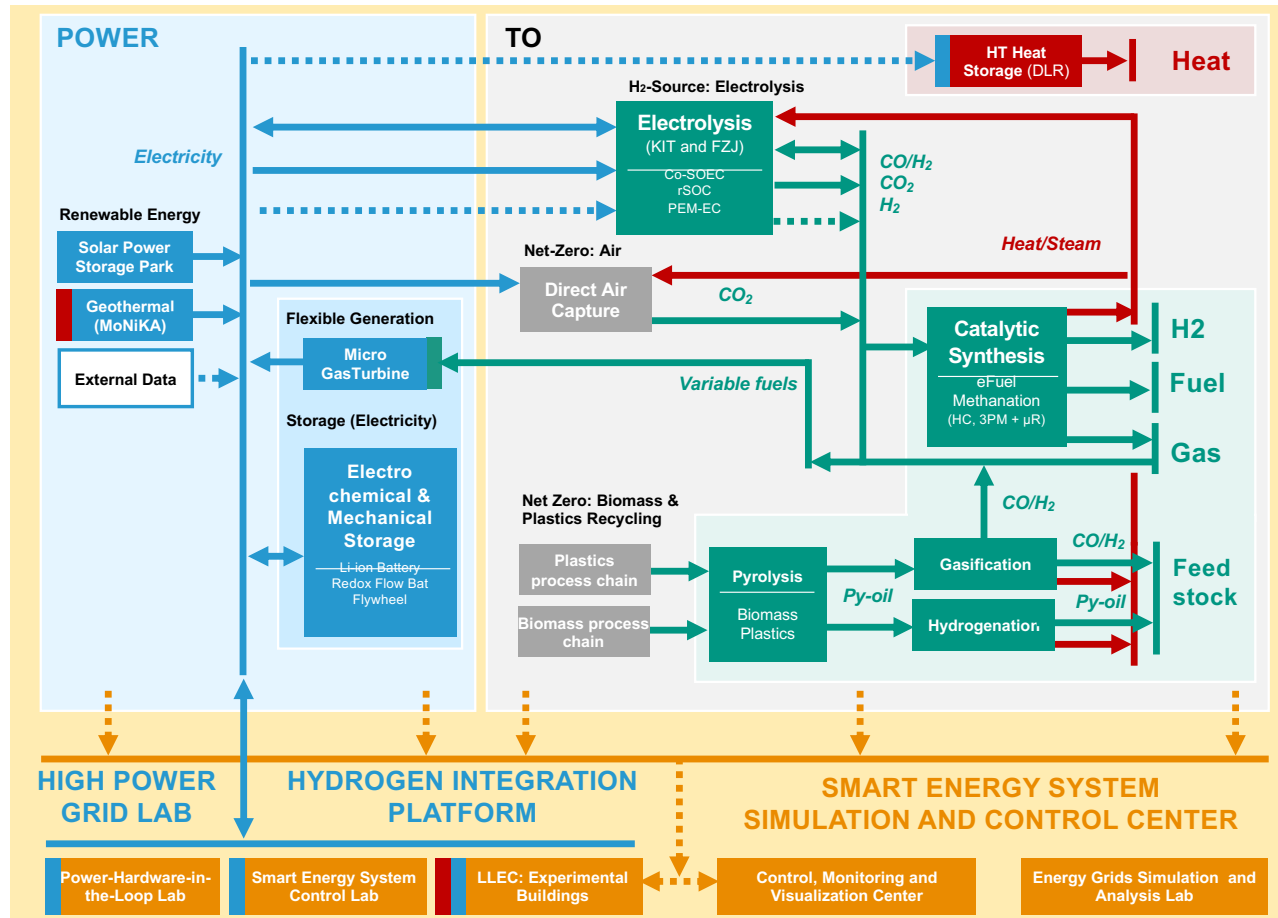 POWER
TO
HT Heat
Storage (DLR)
Heat
H₂-Source: Electrolysis
Electrolysis
(KIT and FZJ)
Co-SOEC
rSOC
PEM-EC
CO/H₂
CO₂
H₂
Electricity
Renewable Energy
Solar Power
Storage Park
Geothermal
(MoNiKA)
External Data
Net-Zero: Air
Direct Air
Capture
CO₂
Heat/Steam
Flexible Generation
Micro
GasTurbine
Variable fuels
Catalytic
Synthesis
eFuel
Methanation
(HC, 3PM + µR)
H2
Fuel
Gas
Storage (Electricity)
Electro
chemical &
Mechanical
Storage
Li-ion Battery
Redox Flow Bat
Flywheel
Net Zero: Biomass &
Plastics Recycling
Plastics
process chain
Biomass process
chain
Pyrolysis
Biomass
Plastics
Py-oil
CO/H₂
Gasification
Hydrogenation
CO/H₂
Py-oil
Feed
stock
HIGH POWER
GRID LAB
HYDROGEN INTEGRATION
PLATFORM
SMART ENERGY SYSTEM
SIMULATION AND CONTROL CENTER
Power-Hardware-in-
the-Loop Lab
Smart Energy System
Control Lab
LLEC: Experimental
Buildings
Control, Monitoring and
Visualization Center
Energy Grids Simulation and
Analysis Lab